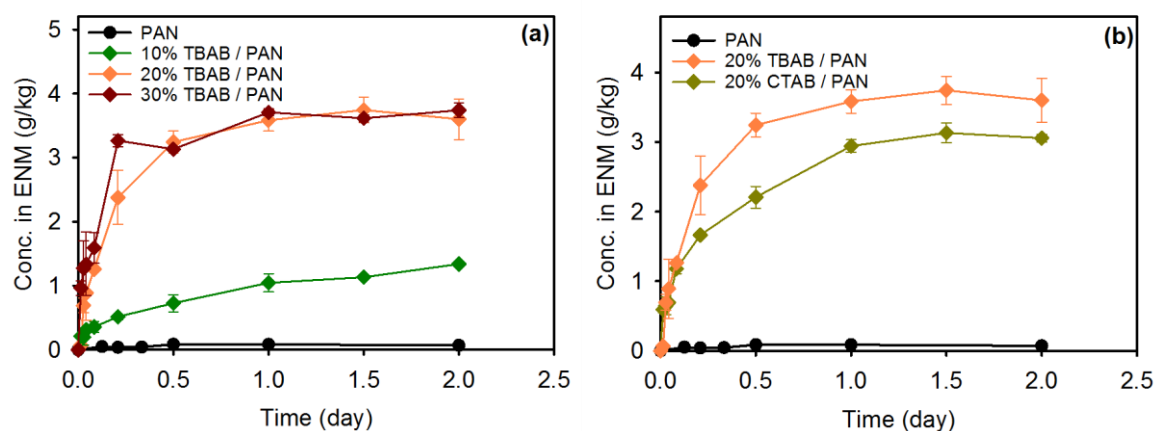 (a)
PAN
10% TBAB / PAN
20% TBAB / PAN
30% TBAB / PAN
Conc. in ENM (g/kg)
5
4
3
2
1
0
0.0 0.5 1.0 1.5 2.0 2.5
Time (day)
(b)
PAN
20% TBAB / PAN
20% CTAB / PAN
Conc. in ENM (g/kg)
4
3
2
1
0
0.0 0.5 1.0 1.5 2.0 2.5
Time (day)